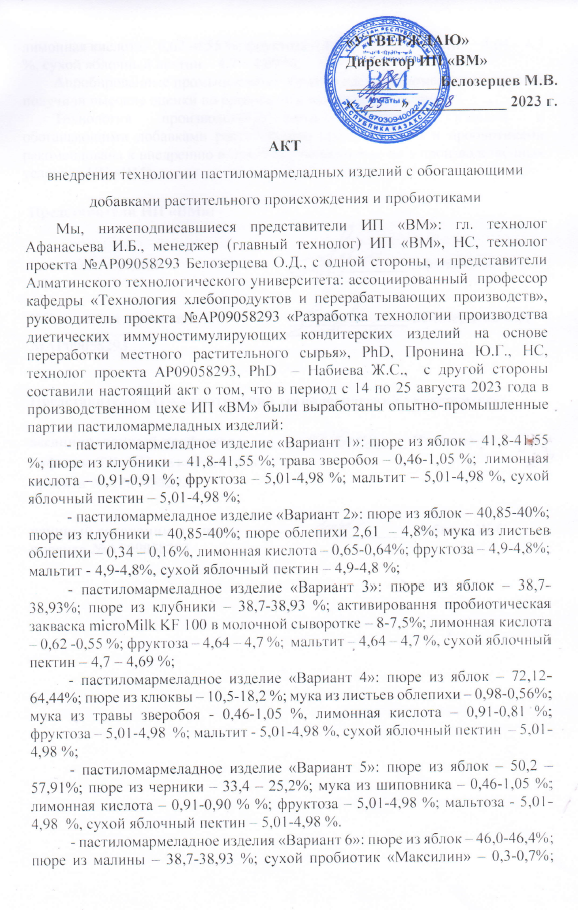 «УТВЕРЖДАЮ»
Директор ИП «ВМ»
Белозерцев М.В.
8 2023 г.
ВМ
ИИН 870309400224
РЕСПУБЛИКА КАЗАХСТАН
АКТ
внедрения технологии пастиломармеладных изделий с обогащающими
добавками растительного происхождения и пробиотиками
Мы, нижеподписавшиеся представители ИП «ВМ»: гл. технолог
Афанасьева И.Б., менеджер (главный технолог) ИП «ВМ», НС, технолог
проекта №АР09058293 Белозерцева О.Д., с одной стороны, и представители
Алматинского технологического университета: ассоциированный профессор
кафедры «Технология хлебопродуктов и перерабатывающих производств»,
руководитель проекта №АР09058293 «Разработка технологии производства
диетических иммуностимулирующих кондитерских изделий на основе
переработки местного растительного сырья», PhD, Пронина Ю.Г., НС,
технолог проекта АР09058293, PhD – Набиева Ж.С., с другой стороны
составили настоящий акт о том, что в период с 14 по 25 августа 2023 года в
производственном цехе ИП «ВМ» были выработаны опытно-промышленные
партии пастиломармеладных изделий:
- пастиломармеладное изделие «Вариант 1»: пюре из яблок – 41,8-41,55
%; пюре из клубники – 41,8-41,55 %; трава зверобоя – 0,46-1,05 %; лимонная
кислота – 0,91-0,91 %; фруктоза – 5,01-4,98 %; мальтит – 5,01-4,98 %, сухой
яблочный пектин – 5,01-4,98 %;
- пастиломармеладное изделие «Вариант 2»: пюре из яблок – 40,85-40%;
пюре из клубники – 40,85-40%; пюре облепихи 2,61 – 4,8%; мука из листьев
облепихи – 0,34 – 0,16%, лимонная кислота – 0,65-0,64%; фруктоза – 4,9-4,8%;
мальтит - 4,9-4,8%, сухой яблочный пектин – 4,9-4,8 %;
- пастиломармеладное изделие «Вариант 3»: пюре из яблок – 38,7-
38,93%; пюре из клубники – 38,7-38,93 %; активированя пробиотическая
закваска microMilk KF 100 в молочной сыворотке – 8-7,5%; лимонная кислота
– 0,62 -0,55 %; фруктоза – 4,64 – 4,7 %; мальтит – 4,64 – 4,7 %, сухой яблочный
пектин – 4,7 – 4,69 %;
- пастиломармеладное изделие «Вариант 4»: пюре из яблок – 72,12-
64,44%; пюре из клюквы – 10,5-18,2 %; мука из листьев облепихи – 0,98-0,56%;
мука из травы зверобоя - 0,46-1,05 %, лимонная кислота – 0,91-0,81 %;
фруктоза – 5,01-4,98 %; мальтит - 5,01-4,98 %, сухой яблочный пектин – 5,01-
4,98 %;
- пастиломармеладное изделие «Вариант 5»: пюре из яблок – 50,2 –
57,91%; пюре из черники – 33,4 – 25,2%; мука из шиповника – 0,46-1,05 %;
лимонная кислота – 0,91-0,90 % %; фруктоза – 5,01-4,98 %; мальтоза - 5,01-
4,98 %, сухой яблочный пектин – 5,01-4,98 %.
- пастиломармеладное изделия «Вариант 6»: пюре из яблок – 46,0-46,4%;
пюре из малины – 38,7-38,93 %; сухой пробиотик «Максилин» – 0,3-0,7%;